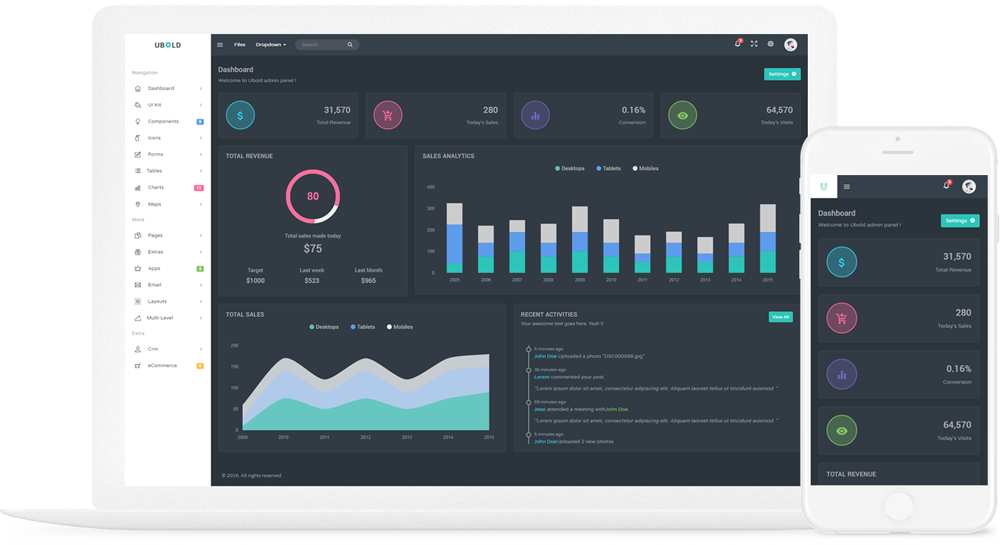 UBOLD
Files
Dropdown
Search...
Navigation
Dashboard
UI Kit
Components
Icons
Forms
Tables
Charts
11
Maps
More
Pages
Extras
Apps
3
Email
Layouts
Multi Level
Extra
Crm
eCommerce
Dashboard
Welcome to Ubold admin panel !
Settings
31,570
Total Revenue
280
Today's Sales
0.16%
Conversion
64,570
Today's Visits
TOTAL REVENUE
80
Total sales made today
$75
Target Last week Last Month
$1000 $523 $965
SALES ANALYTICS
Desktops Tablets Mobiles
400
300
200
100
0
2005 2006 2007 2008 2009 2010 2011 2012 2013 2014 2015
TOTAL SALES
Desktops Tablets Mobiles
200
150
100
50
0
2009 2010 2011 2012 2013 2014 2015
RECENT ACTIVITIES
Your awesome text goes here. Yeah !!
View All
5 minutes ago
John Doe Uploaded a photo "DSC000586.jpg"
30 minutes ago
Lorem commented your post
"Lorem ipsum dolor sit amet, consectetur adipiscing elit. Aliquam laoreet tellus ut tincidunt euismod. "
59 minutes ago
Jessi attended a meeting withJohn Doe.
"Lorem ipsum dolor sit amet, consectetur adipiscing elit. Aliquam laoreet tellus ut tincidunt euismod. "
5 minutes ago
John DoeUploaded 2 new photos
© 2016. All rights reserved.
U
Dashboard
Welcome to Ubold admin panel !
Settings
31,570
Total Revenue
280
Today's Sales
0.16%
Conversion
64,570
Today's Visits
TOTAL REVENUE